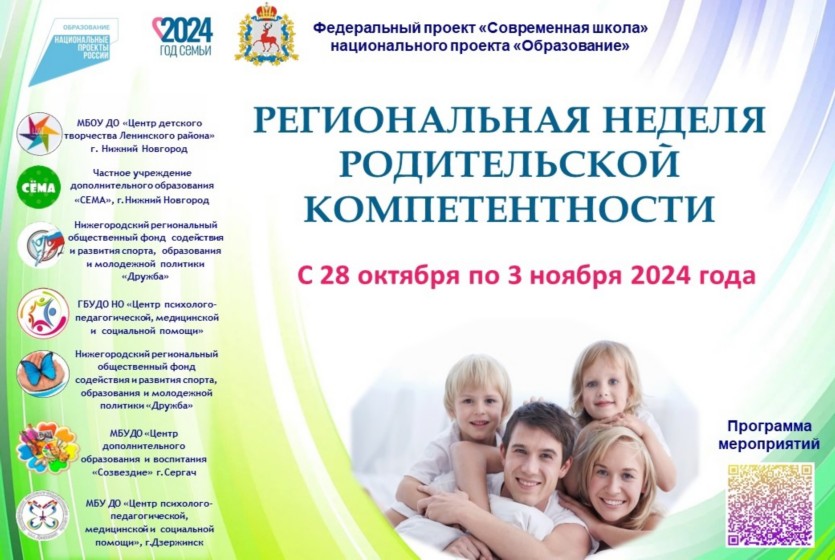 ОБРАЗОВАНИЕ
НАЦИОНАЛЬНЫЕ
ПРОЕКТЫ
РОССИИ
2024
ГОД СЕМЬИ
Федеральный проект «Современная школа»
национального проекта «Образование»
РЕГИОНАЛЬНАЯ НЕДЕЛЯ
РОДИТЕЛЬСКОЙ
КОМПЕТЕНТНОСТИ
С 28 октября по 3 ноября 2024 года
МБОУ ДО «Центр детского
творчества Ленинского района»
г. Нижний Новгород
СЁМА
Частное учреждение
дополнительного образования
«СЕМА», г.Нижний Новгород
Нижегородский региональный
общественный фонд содействия
и развития спорта, образования
и молодежной политики
«Дружба»
ГБУДО НО «Центр психолого-
педагогической, медицинской
и социальной помощи»
Нижегородский региональный
общественный фонд
содействия и развития спорта,
образования и молодежной
политики «Дружба»
МБУДО «Центр
дополнительного
образования и воспитания
«Созвездие» г.Сергач
МБУ ДО «Центр психолого-
педагогической,
медицинской и социальной
помощи», г.Дзержинск
Программа
мероприятий